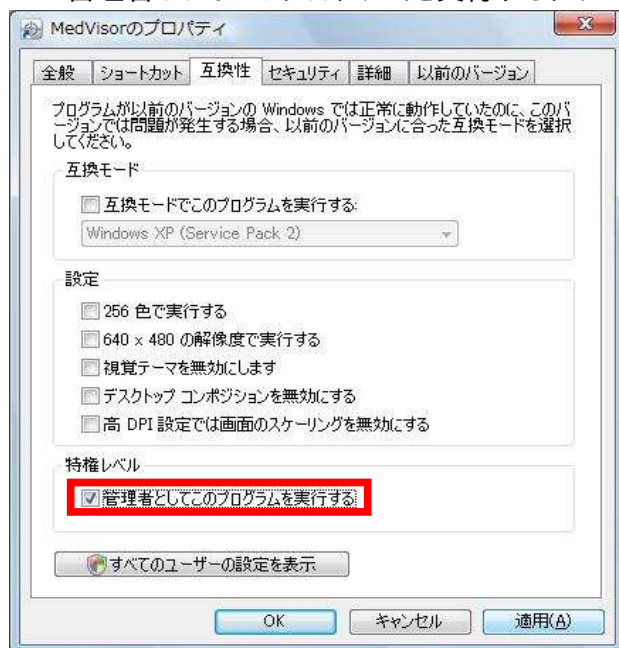 MedVisorのプロパティ
全般 ショートカット 互換性 セキュリティ 詳細 以前のバージョン
プログラムが以前のバージョンの Windows では正常に動作していたのに、このバ
ージョンでは問題が発生する場合、以前のバージョンに合った互換モードを選択
してください。
互換モード
互換モードでこのプログラムを実行する:
Windows XP (Service Pack 2)
設定
256 色で実行する
640 x 480 の解像度で実行する
視覚テーマを無効にします
デスクトップ コンポジションを無効にする
高 DPI 設定では画面のスケーリングを無効にする
特権レベル
管理者としてこのプログラムを実行する
すべてのユーザーの設定を表示
OK キャンセル 適用(A)